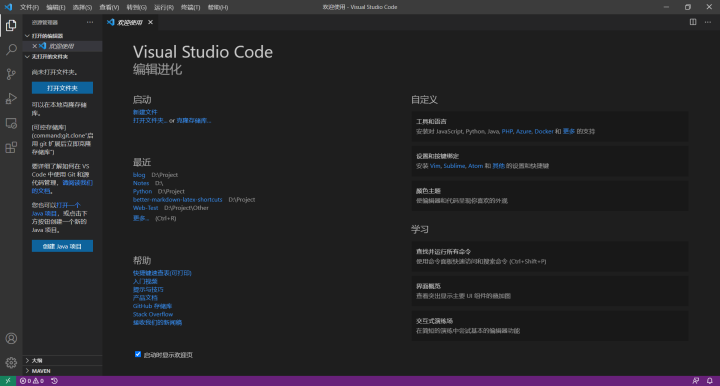 文件(F) 编辑(E) 选择(S) 查看(V) 转到(G) 运行(R) 终端(T) 帮助(H)
欢迎使用 - Visual Studio Code
资源管理器 ···
欢迎使用 ×
打开的编辑器
× 欢迎使用
无打开的文件夹
尚未打开文件夹。
打开文件夹
可以在本地克隆存储
库。
[可将存储库]
(command:git.clone"启
用 git 扩展后立即克隆
存储库")
要详细了解如何在 VS
Code 中使用 Git 和源
代码管理，请阅读我们
的文档。
您也可以打开一个
Java 项目，或点击下
方按钮创建一个新的
Java 项目。
创建 Java 项目
大纲
MAVEN
Visual Studio Code
编辑进化
启动
新建文件
打开文件夹... or 克隆存储库...
最近
blog D:\Project
Notes D:\
Python D:\Project
better-markdown-latex-shortcuts D:\Project
Web-Test D:\Project\Other
更多... (Ctrl+R)
帮助
快捷键速查表(可打印)
入门视频
提示与技巧
产品文档
GitHub 存储库
Stack Overflow
接收我们的新闻稿
启动时显示欢迎页
自定义
工具和语言
安装对 JavaScript, Python, Java, PHP, Azure, Docker 和 更多 的支持
设置和按键绑定
安装 Vim, Sublime, Atom 和 其他 的设置和快捷键
颜色主题
使编辑器和代码呈现你喜欢的外观
学习
查找并运行所有命令
使用命令面板快速访问和搜索命令 (Ctrl+Shift+P)
界面概览
查看突出显示主要 UI 组件的叠加图
交互式演练场
在简短的演练中尝试基本的编辑器功能
0 0